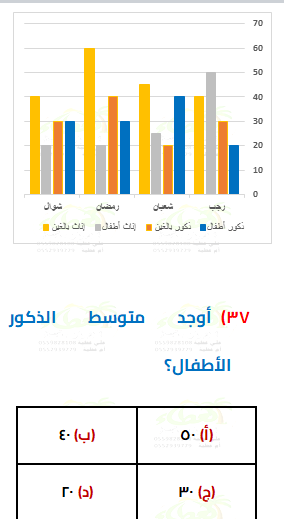 70
60
50
40
30
20
10
0
رجب شعبان رمضان شوال
ذكور أطفال ذكور بالغين إناث أطفال إناث بالغين
٣٧) أوجد متوسط الذكور
الأطفال؟
(أ) ٥٠ (ب) ٤٠
(ج) ٣٠ (د) ٢٠